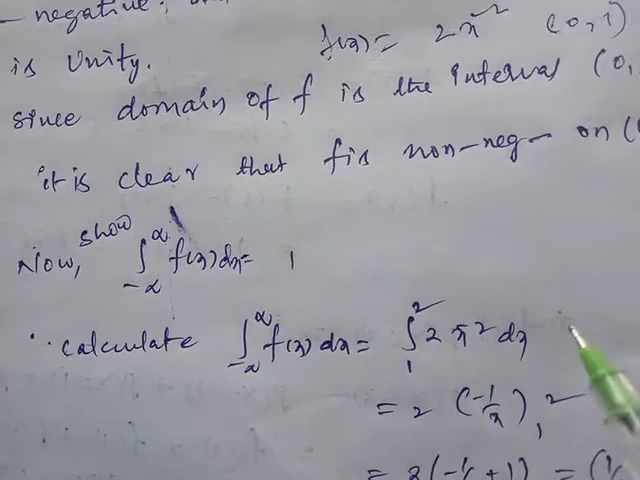 - negative.
f(x) = 2x^-2 (0,1)
is Unity.
since domain of f is the interval (0,
it is clear that f is non-neg- on (
show
Now, ∫_{-∞}^{∞} f(x) dx = 1
∵ calculate ∫_{-∞}^{∞} f(x) dx = ∫_1^2 2 x^-2 dx
= 2 (-1/x)_1^2
= 2(-1/2 + 1) = (